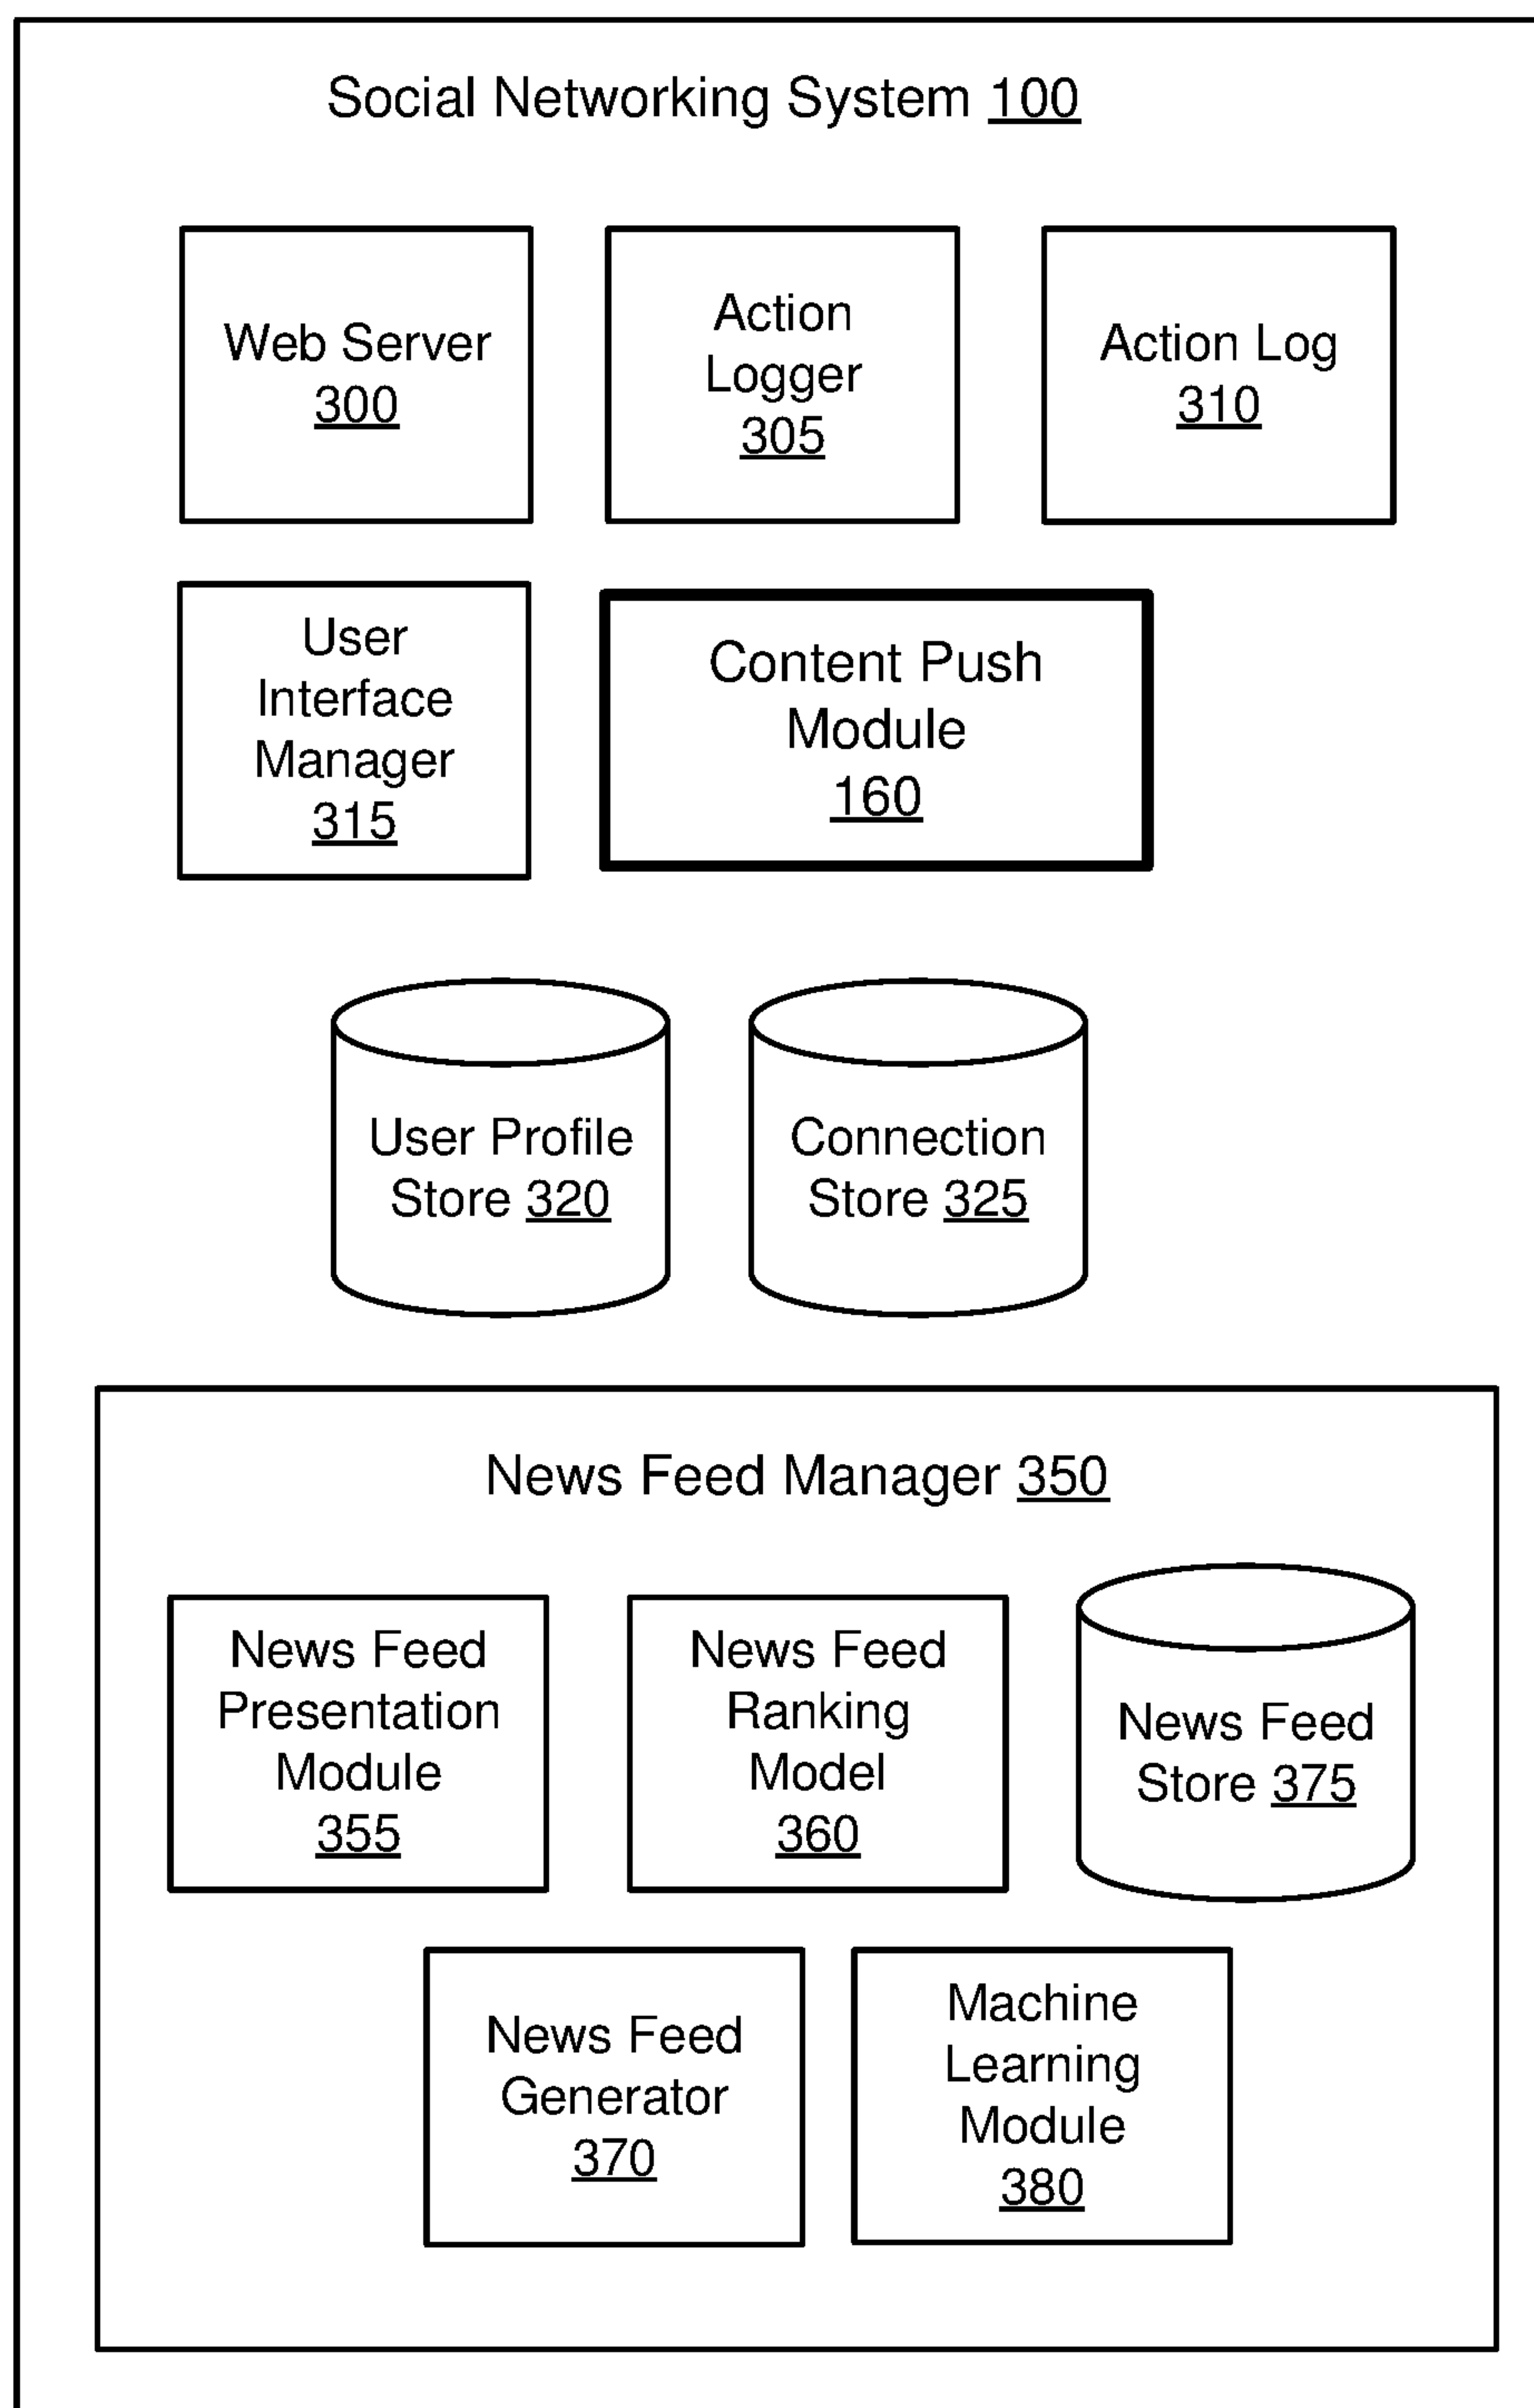 Social Networking System 100
Web Server
300
Action
Logger
305
Action Log
310
User
Interface
Manager
315
Content Push
Module
160
User Profile
Store 320
Connection
Store 325
News Feed Manager 350
News Feed
Presentation
Module
355
News Feed
Ranking
Model
360
News Feed
Store 375
News Feed
Generator
370
Machine
Learning
Module
380